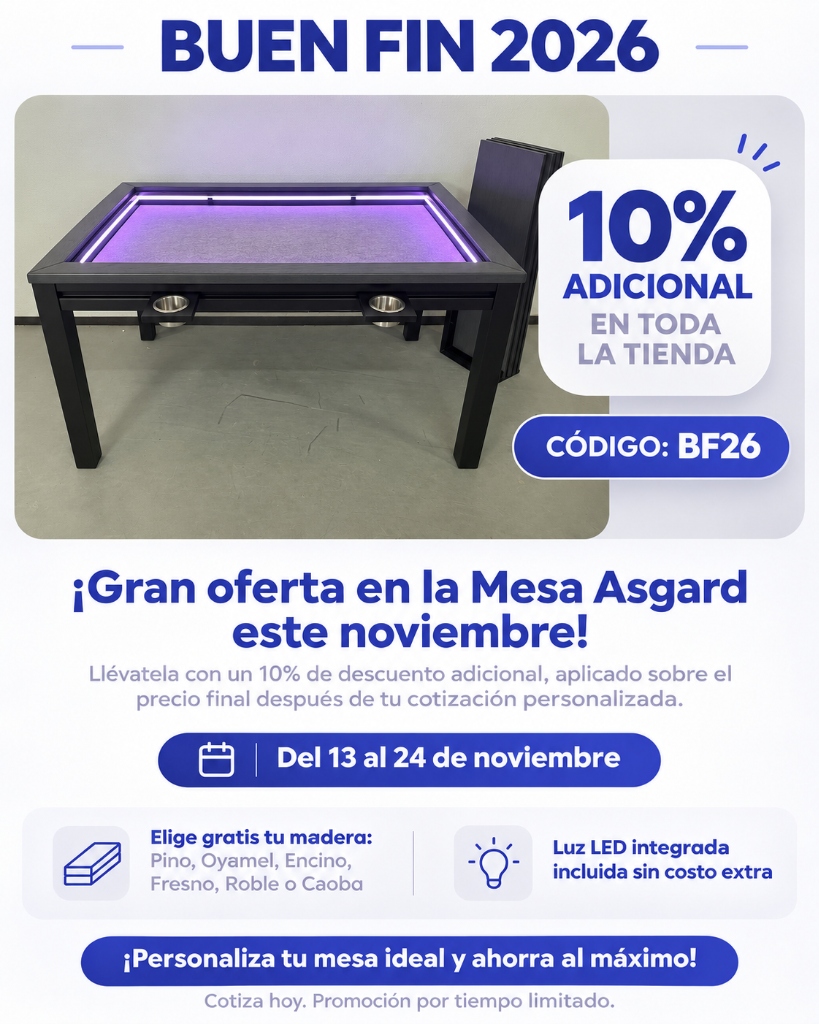 BUEN FIN 2026
10%
ADICIONAL
EN TODA
LA TIENDA
CÓDIGO: BF26
¡Gran oferta en la Mesa Asgard
este noviembre!
Llévatela con un 10% de descuento adicional, aplicado sobre el
precio final después de tu cotización personalizada.
Del 13 al 24 de noviembre
Elige gratis tu madera:
Pino, Oyamel, Encino,
Fresno, Roble o Caoba
Luz LED integrada
incluida sin costo extra
¡Personaliza tu mesa ideal y ahorra al máximo!
Cotiza hoy. Promoción por tiempo limitado.